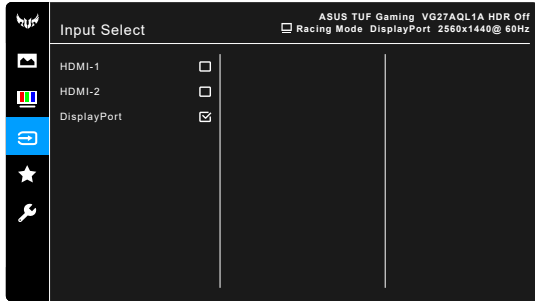 ASUS TUF Gaming VG27AQL1A HDR Off
Input Select
Racing Mode DisplayPort 2560x1440@ 60Hz
HDMI-1
HDMI-2
DisplayPort